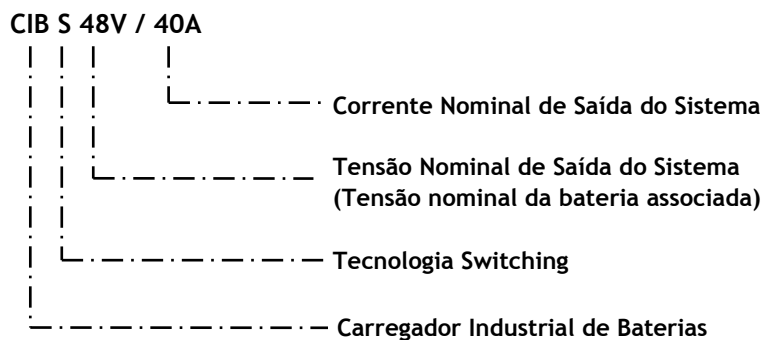 CIB S 48V / 40A
Corrente Nominal de Saída do Sistema
Tensão Nominal de Saída do Sistema
(Tensão nominal da bateria associada)
Tecnologia Switching
Carregador Industrial de Baterias